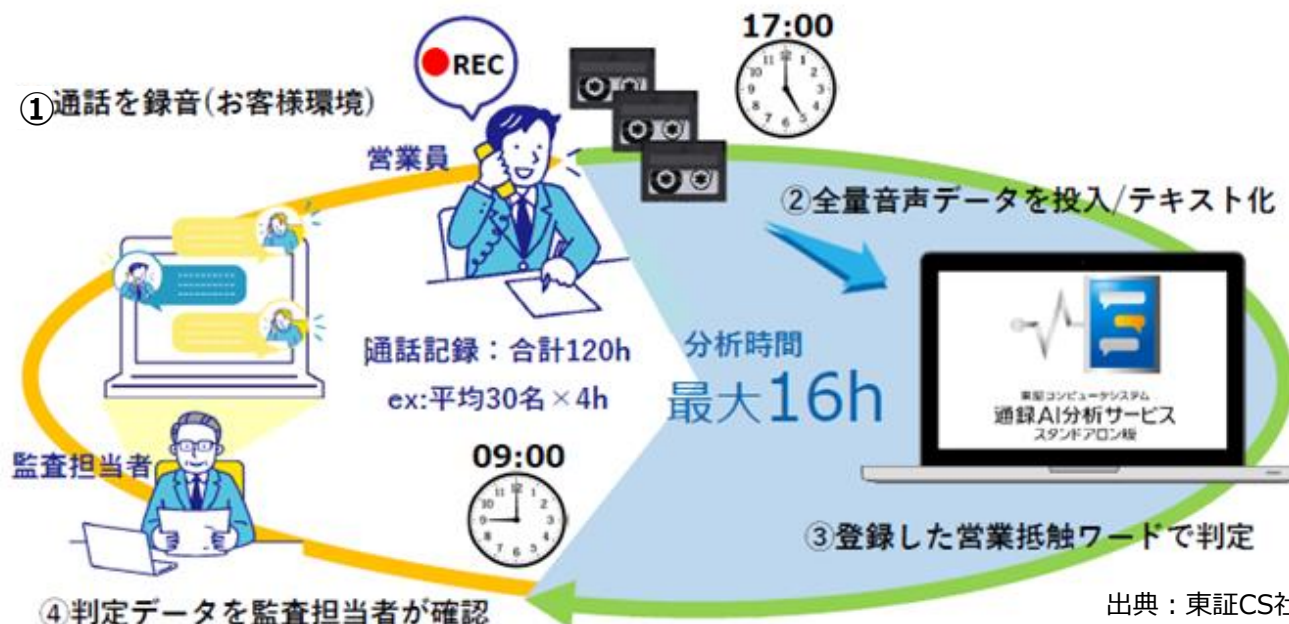 17:00
REC
①通話を録音(お客様環境)
営業員
②全量音声データを投入/テキスト化
通話記録：合計120h
ex:平均30名×4h
分析時間
最大16h
東証コンピュータシステム
通録AI分析サービス
スタンドアロン版
監査担当者
09:00
③登録した営業抵触ワードで判定
④判定データを監査担当者が確認
出典：東証CS社